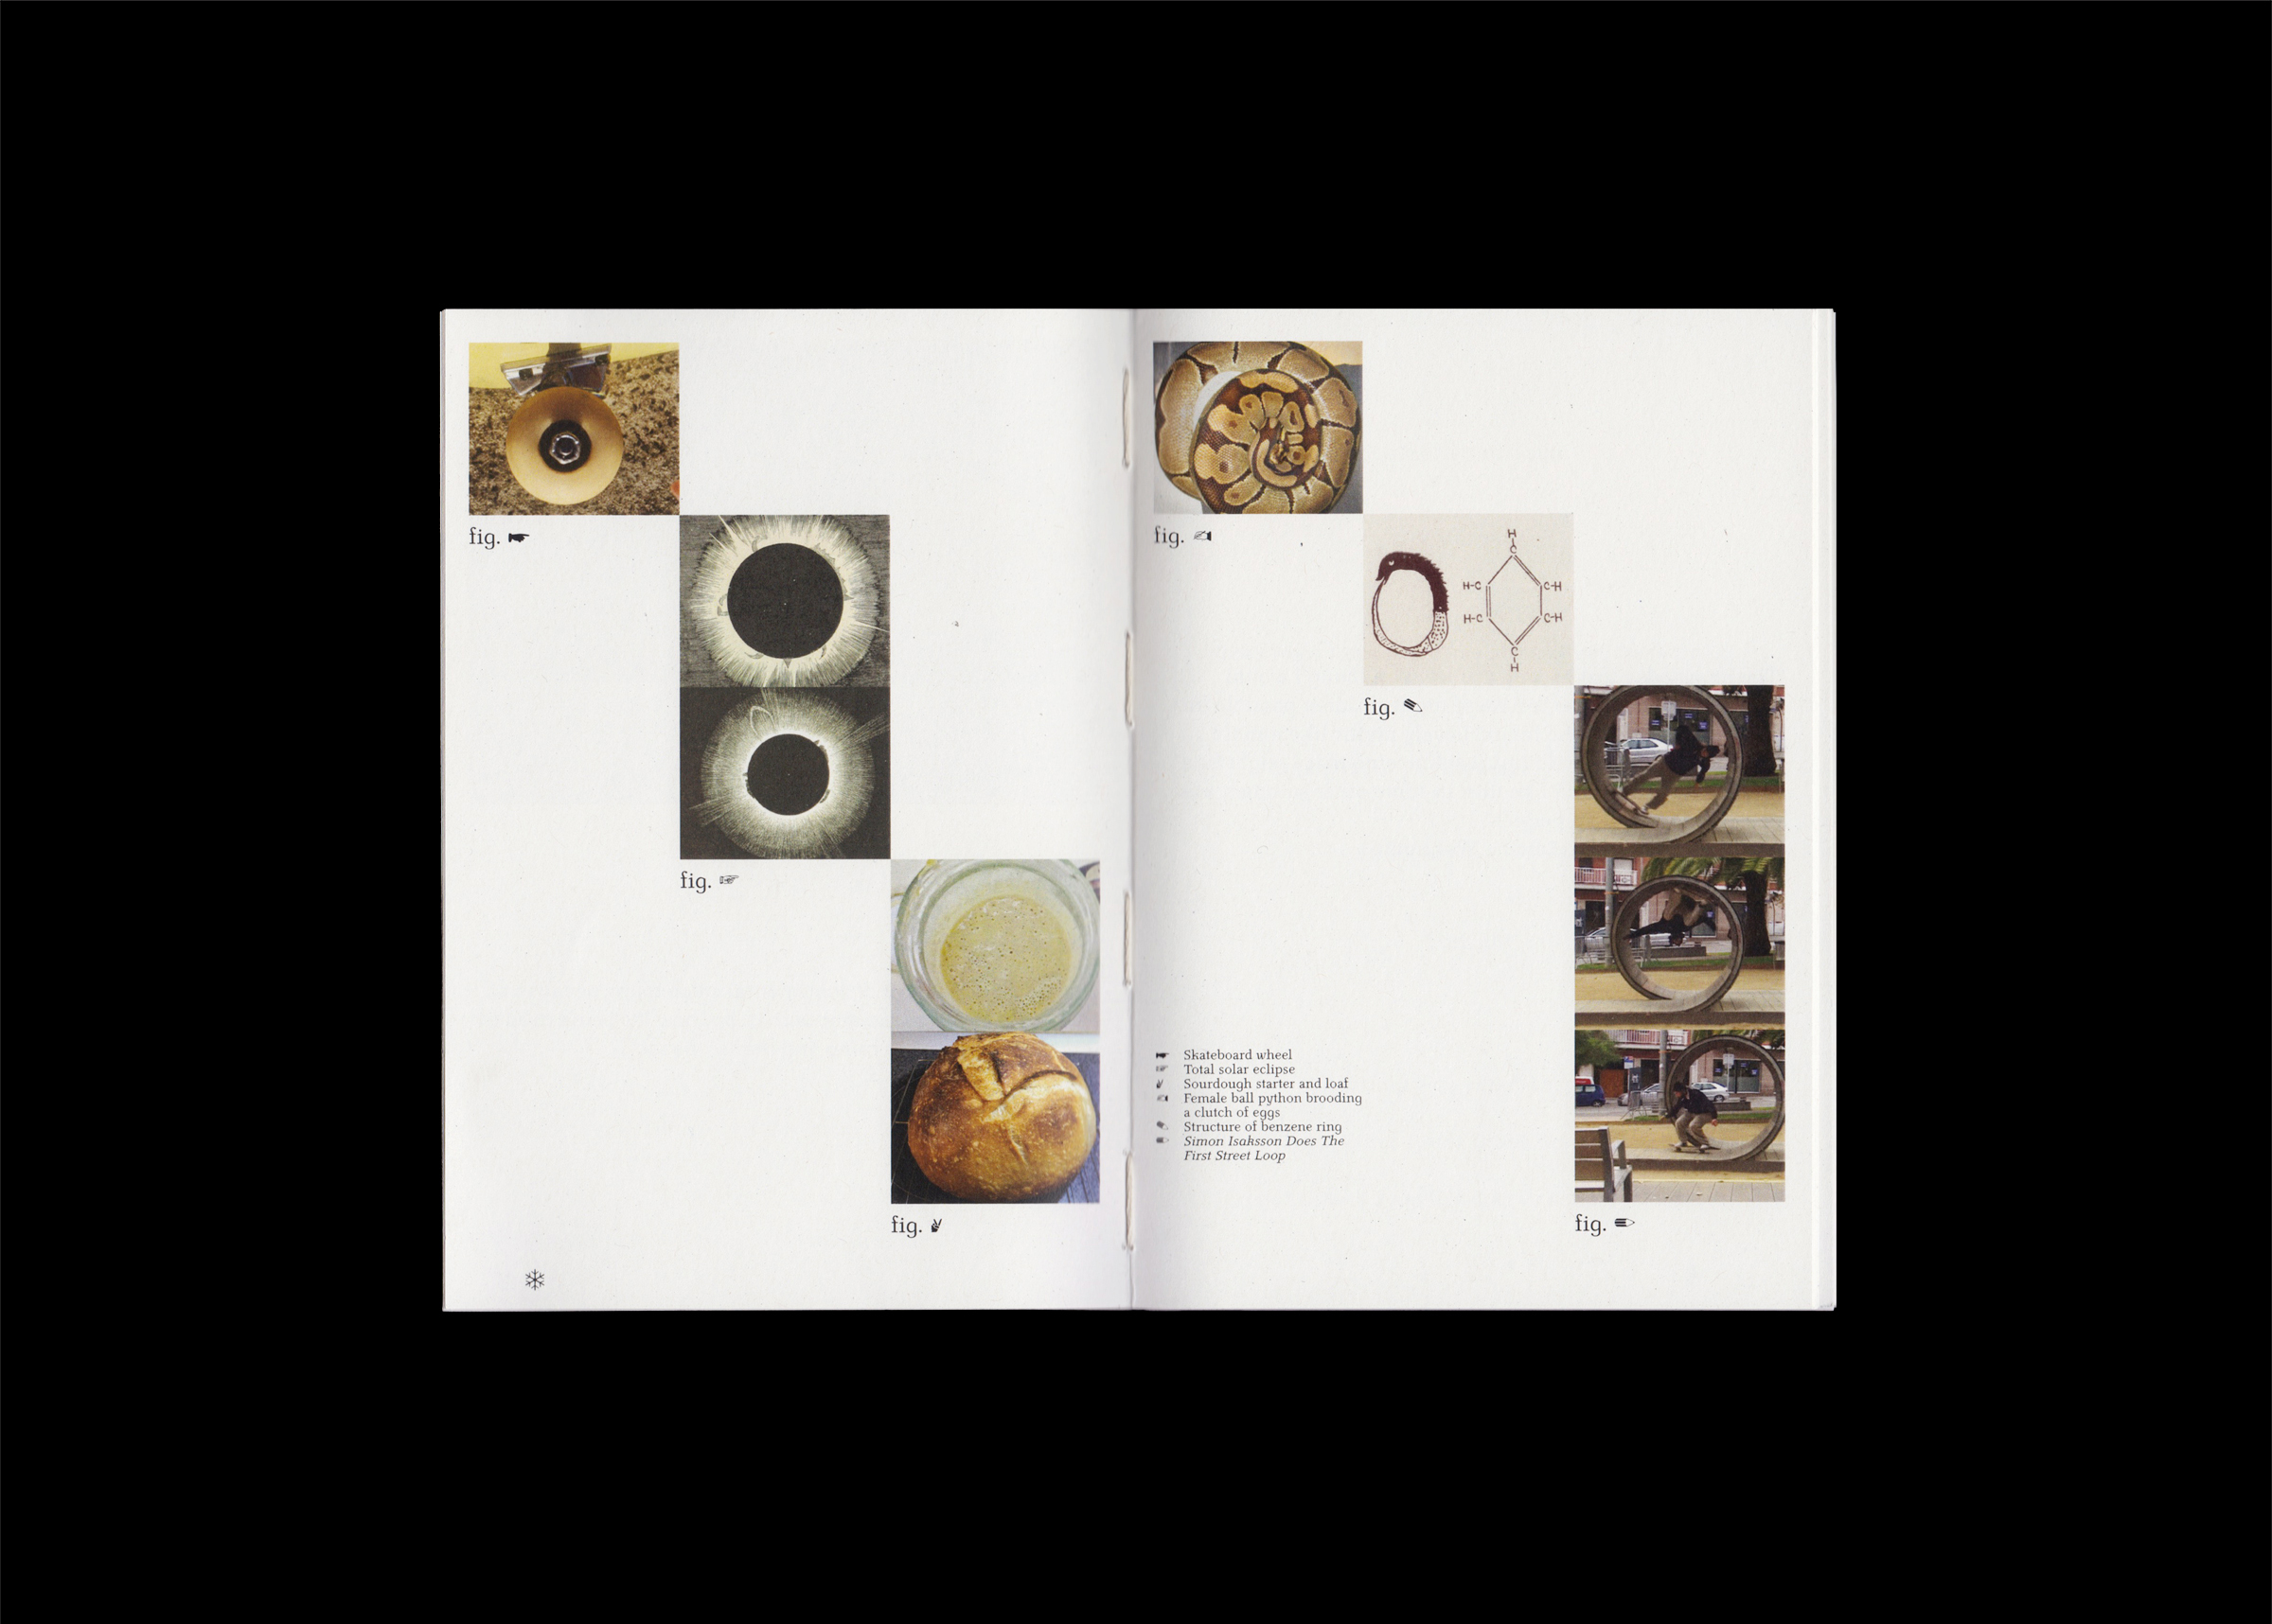 fig. ☛
fig. ☞
fig. ✌
❄
fig. ✍
H
C
H-C
C-H
H-C
C-H
C
H
fig. ✎
fig. ✏
☛ Skateboard wheel
☞ Total solar eclipse
✌ Sourdough starter and loaf
✍ Female ball python brooding
a clutch of eggs
✎ Structure of benzene ring
✏ Simon Isaksson Does The
First Street Loop